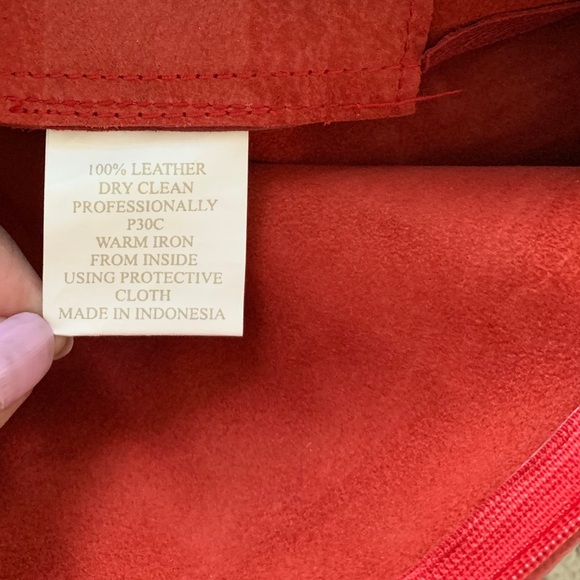 100% LEATHER
DRY CLEAN
PROFESSIONALLY
P30C
WARM IRON
FROM INSIDE
USING PROTECTIVE
CLOTH
MADE IN INDONESIA